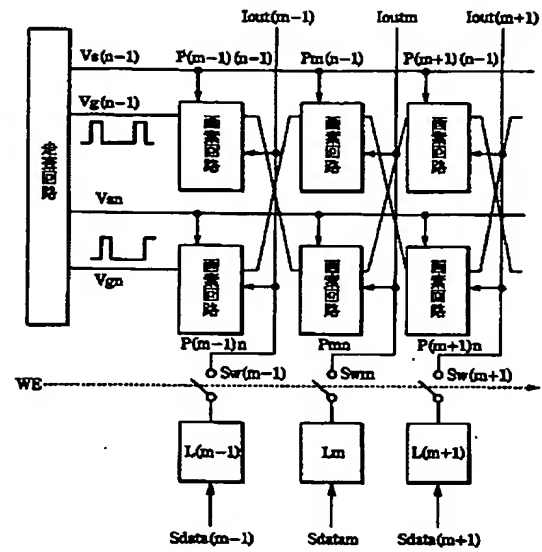 Iout(m-1) Ioutm Iout(m+1)
Vs(n-1) P(m-1)(n-1) Pm(n-1) P(m+1)(n-1)
Vg(n-1)
画素回路 画素回路 画素回路
走査回路
Vsn
画素回路 画素回路 画素回路
Vgn
P(m-1)n Pmn P(m+1)n
WE Sw(m-1) Swm Sw(m+1)
L(m-1) Lm L(m+1)
Sdata(m-1) Sdatam Sdata(m+1)